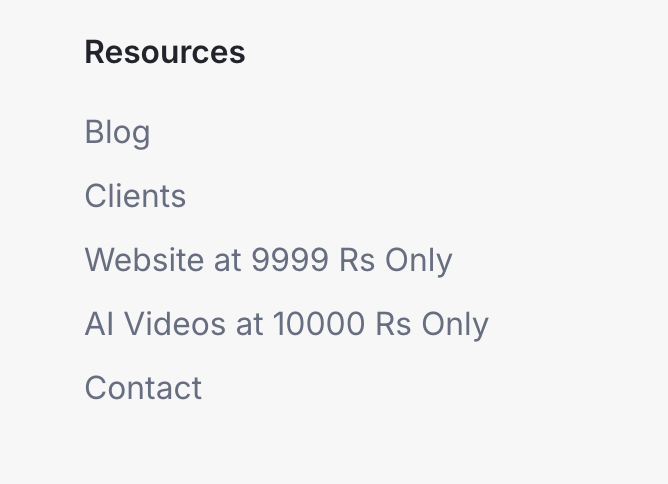 Resources
Blog
Clients
Website at 9999 Rs Only
AI Videos at 10000 Rs Only
Contact